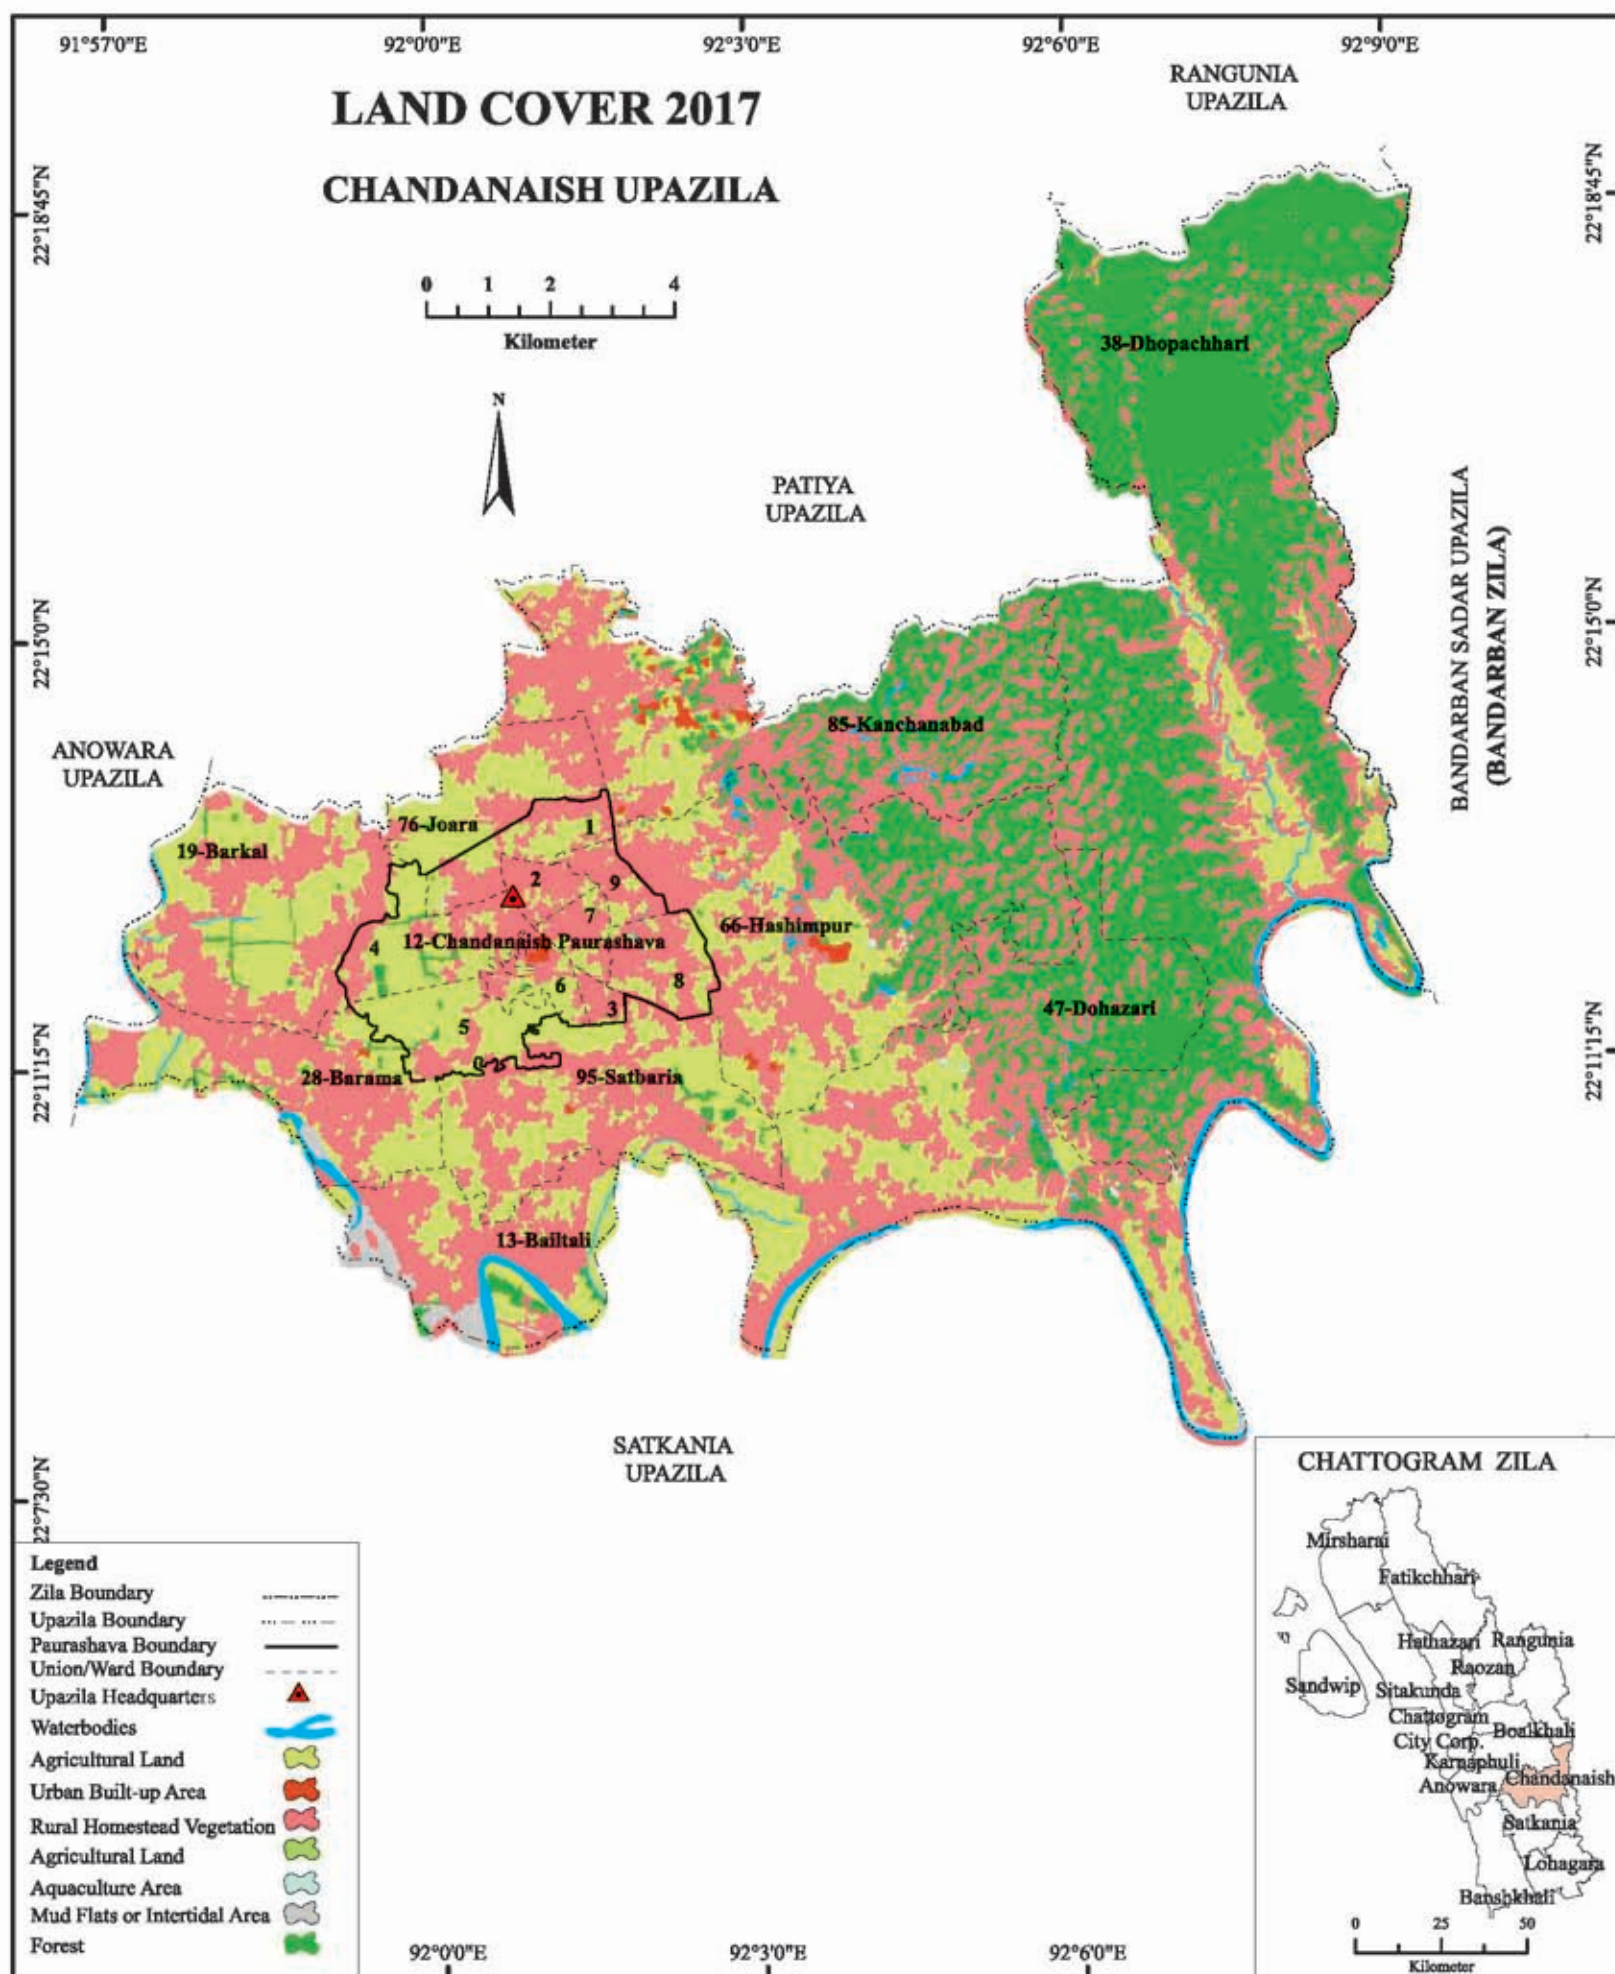 91°57'0"E 92°0'0"E 92°3'0"E 92°6'0"E 92°9'0"E
RANGUNIA
UPAZILA
LAND COVER 2017
CHANDANAISH UPAZILA
22°18'45"N
22°18'45"N
0 1 2 4
Kilometer
N
38-Dhopachhari
PATIYA
UPAZILA
BANDARBAN SADAR UPAZILA
(BANDARBAN ZILA)
22°15'0"N
22°15'0"N
85-Kanchanabad
ANOWARA
UPAZILA
76-Joara
1
19-Barkal
2
9
7
66-Hashimpur
4
12-Chandanaish Paurashava
8
6
3
47-Dohazari
5
22°11'15"N
22°11'15"N
28-Barama
95-Satbaria
13-Bailtali
SATKANIA
UPAZILA
22°7'30"N
Legend
Zila Boundary
Upazila Boundary
Paurashava Boundary
Union/Ward Boundary
Upazila Headquarters
Waterbodies
Agricultural Land
Urban Built-up Area
Rural Homestead Vegetation
Agricultural Land
Aquaculture Area
Mud Flats or Intertidal Area
Forest
CHATTOGRAM ZILA
Mirsharai
Fatikchhari
Hathazari
Rangunia
Raozan
Sandwip
Sitakunda
Chattogram
City Corp.
Boalkhali
Karnaphuli
Chandanaish
Anowara
Satkania
Lohagara
Banshkhali
0 25 50
Kilometer
92°0'0"E 92°3'0"E 92°6'0"E